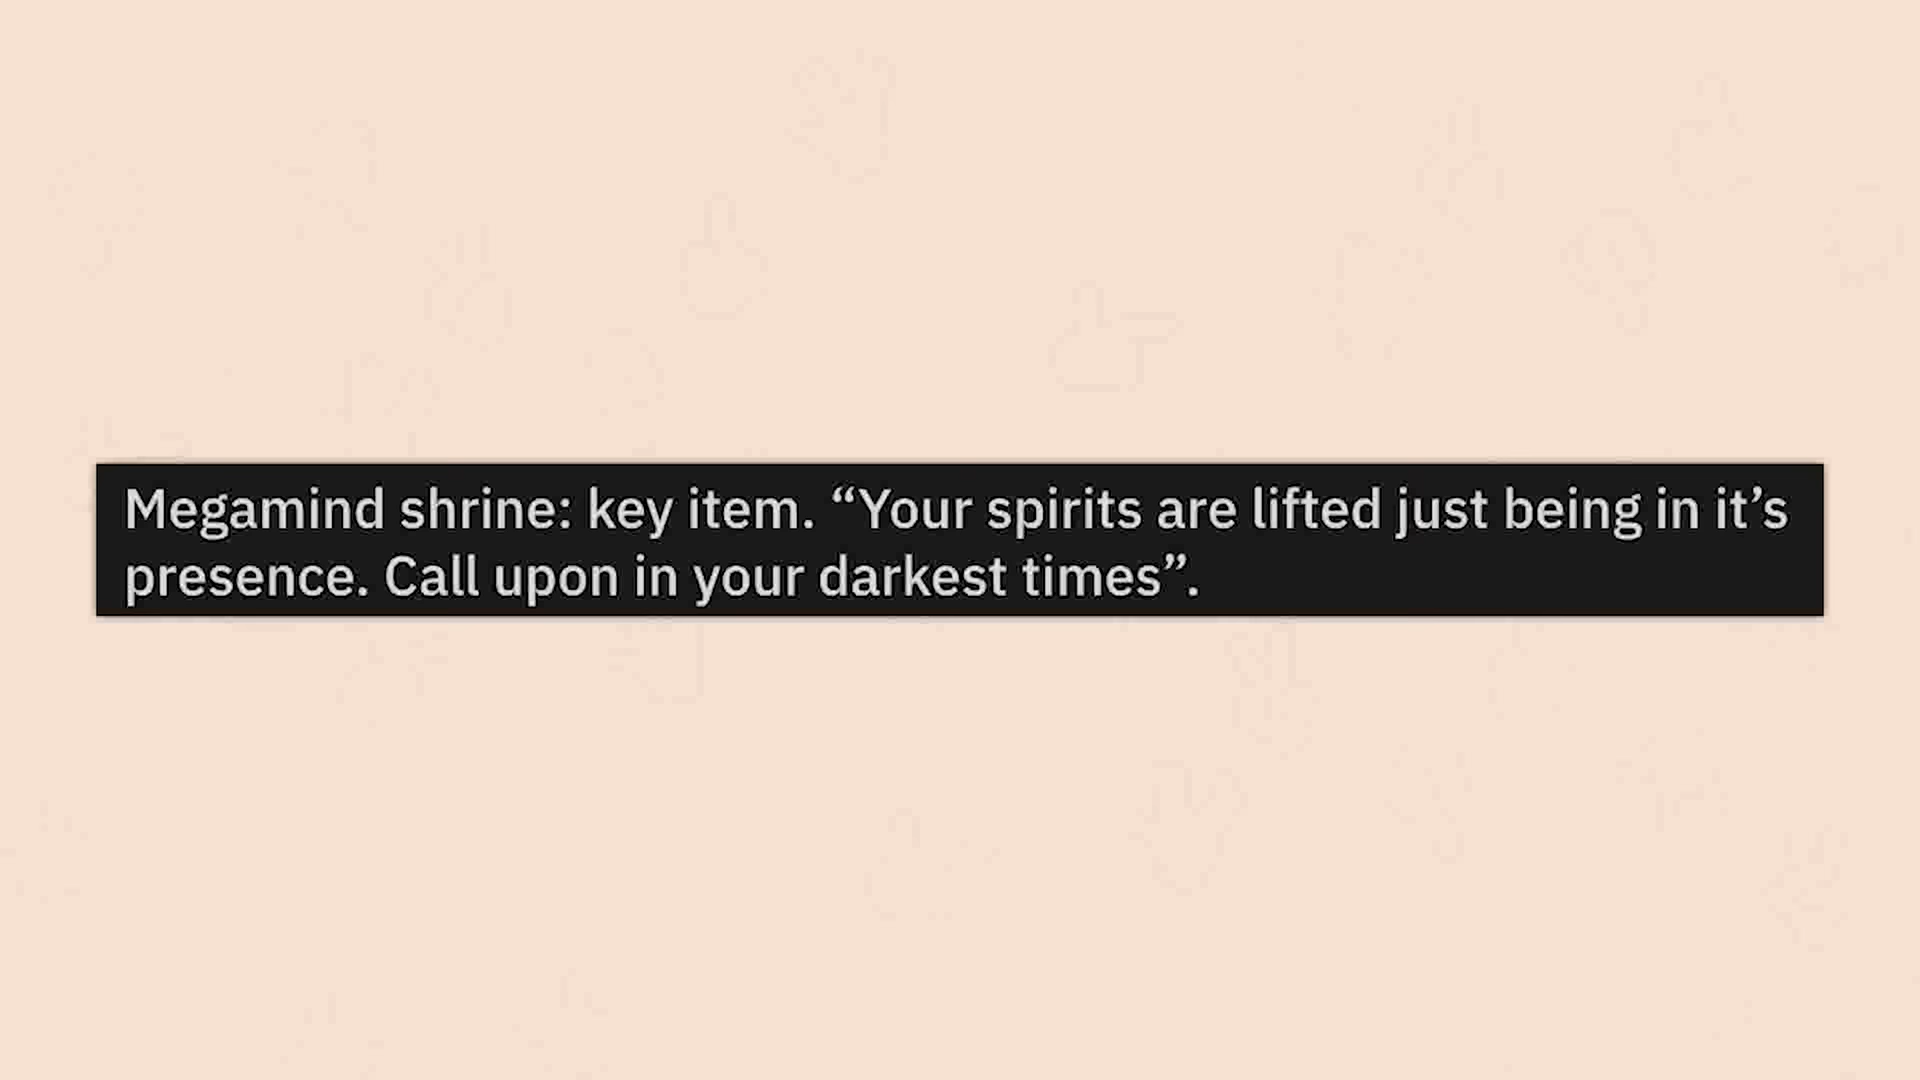 Megamind shrine: key item. “Your spirits are lifted just being in it’s
presence. Call upon in your darkest times”.